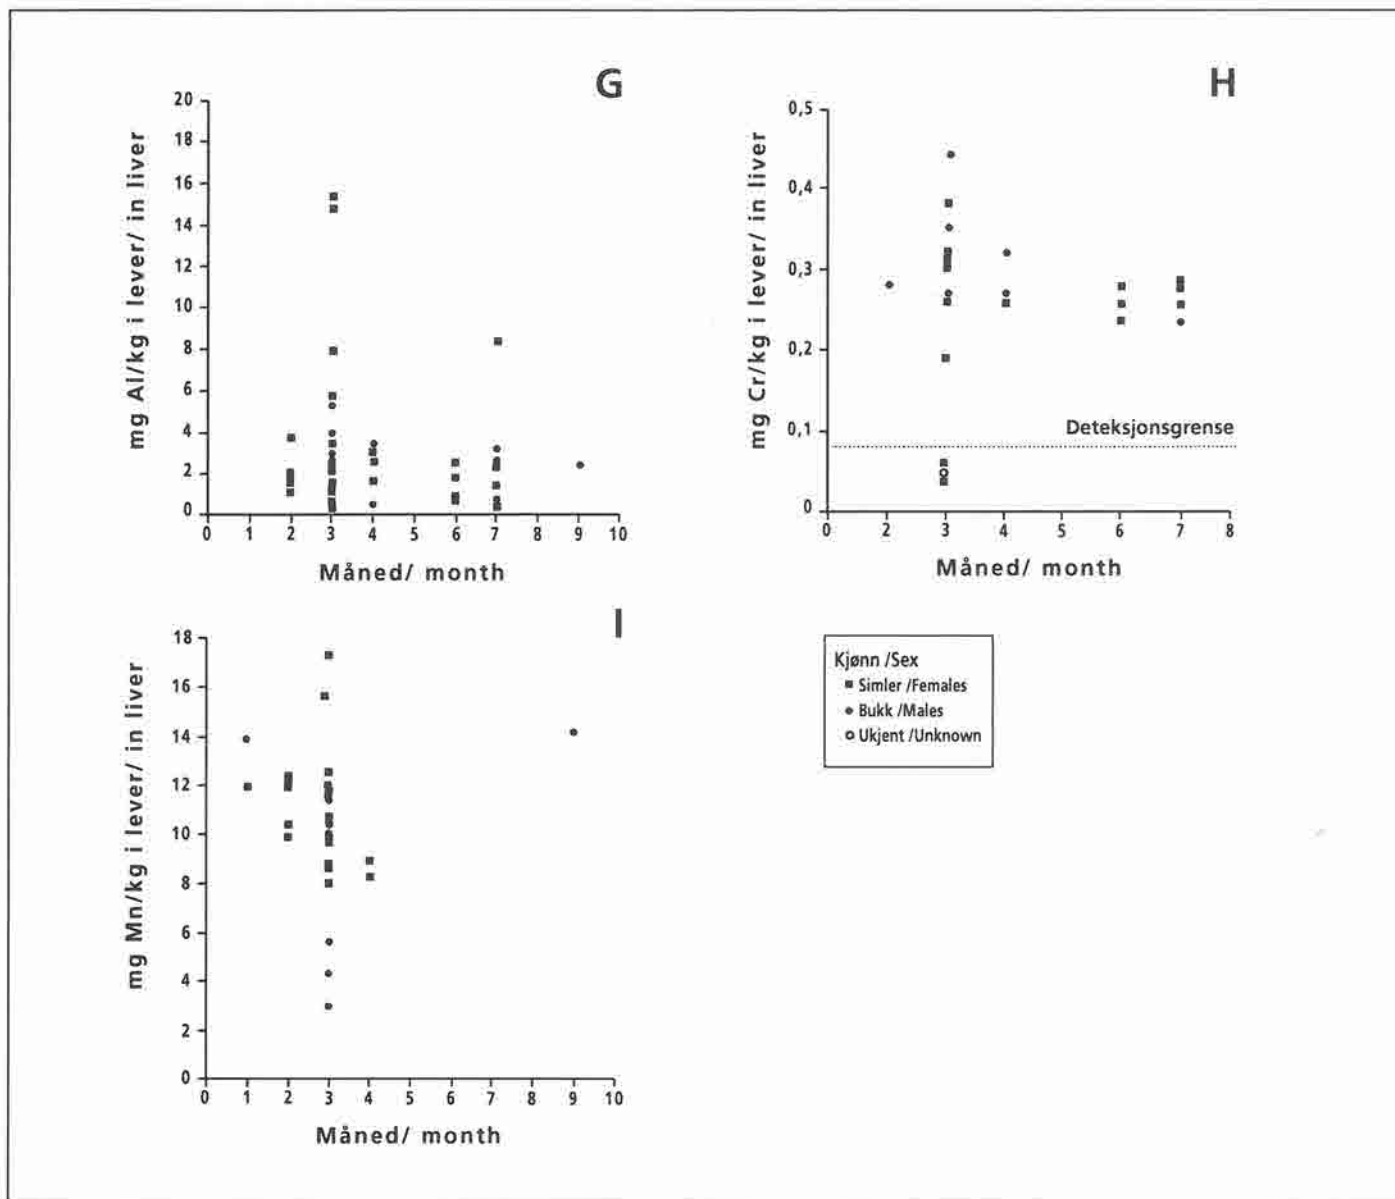 G
20
18
16
14
12
10
8
6
4
2
0
mg Al/kg i lever/ in liver
0 1 2 3 4 5 6 7 8 9 10
Måned/ month
H
0,5
0,4
0,3
0,2
0,1
0
mg Cr/kg i lever/ in liver
Deteksjonsgrense
0 2 3 4 6 7 8
Måned/ month
I
18
16
14
12
10
8
6
4
2
0
mg Mn/kg i lever/ in liver
0 1 2 3 4 5 6 7 8 9 10
Måned/ month
Kjønn /Sex
Simler /Females
Bukk /Males
Ukjent /Unknown